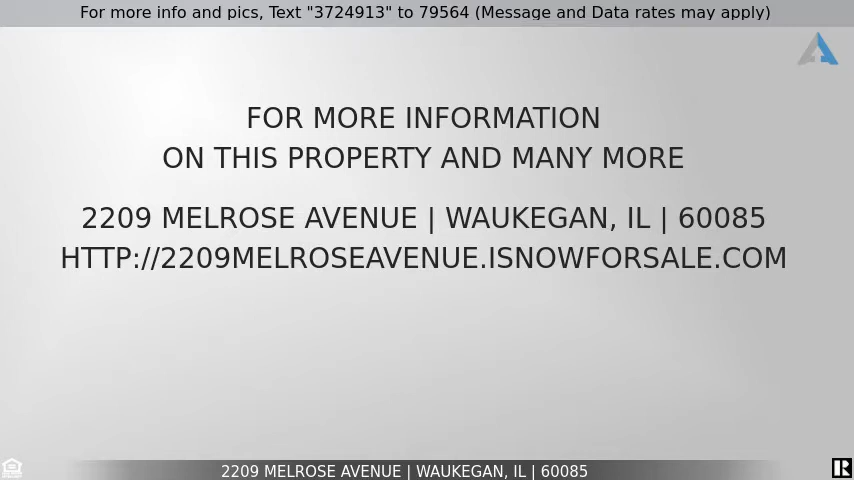 For more info and pics, Text "3724913" to 79564 (Message and Data rates may apply)
FOR MORE INFORMATION
ON THIS PROPERTY AND MANY MORE
2209 MELROSE AVENUE | WAUKEGAN, IL | 60085
HTTP://2209MELROSEAVENUE.ISNOWFORSALE.COM
2209 MELROSE AVENUE | WAUKEGAN, IL | 60085